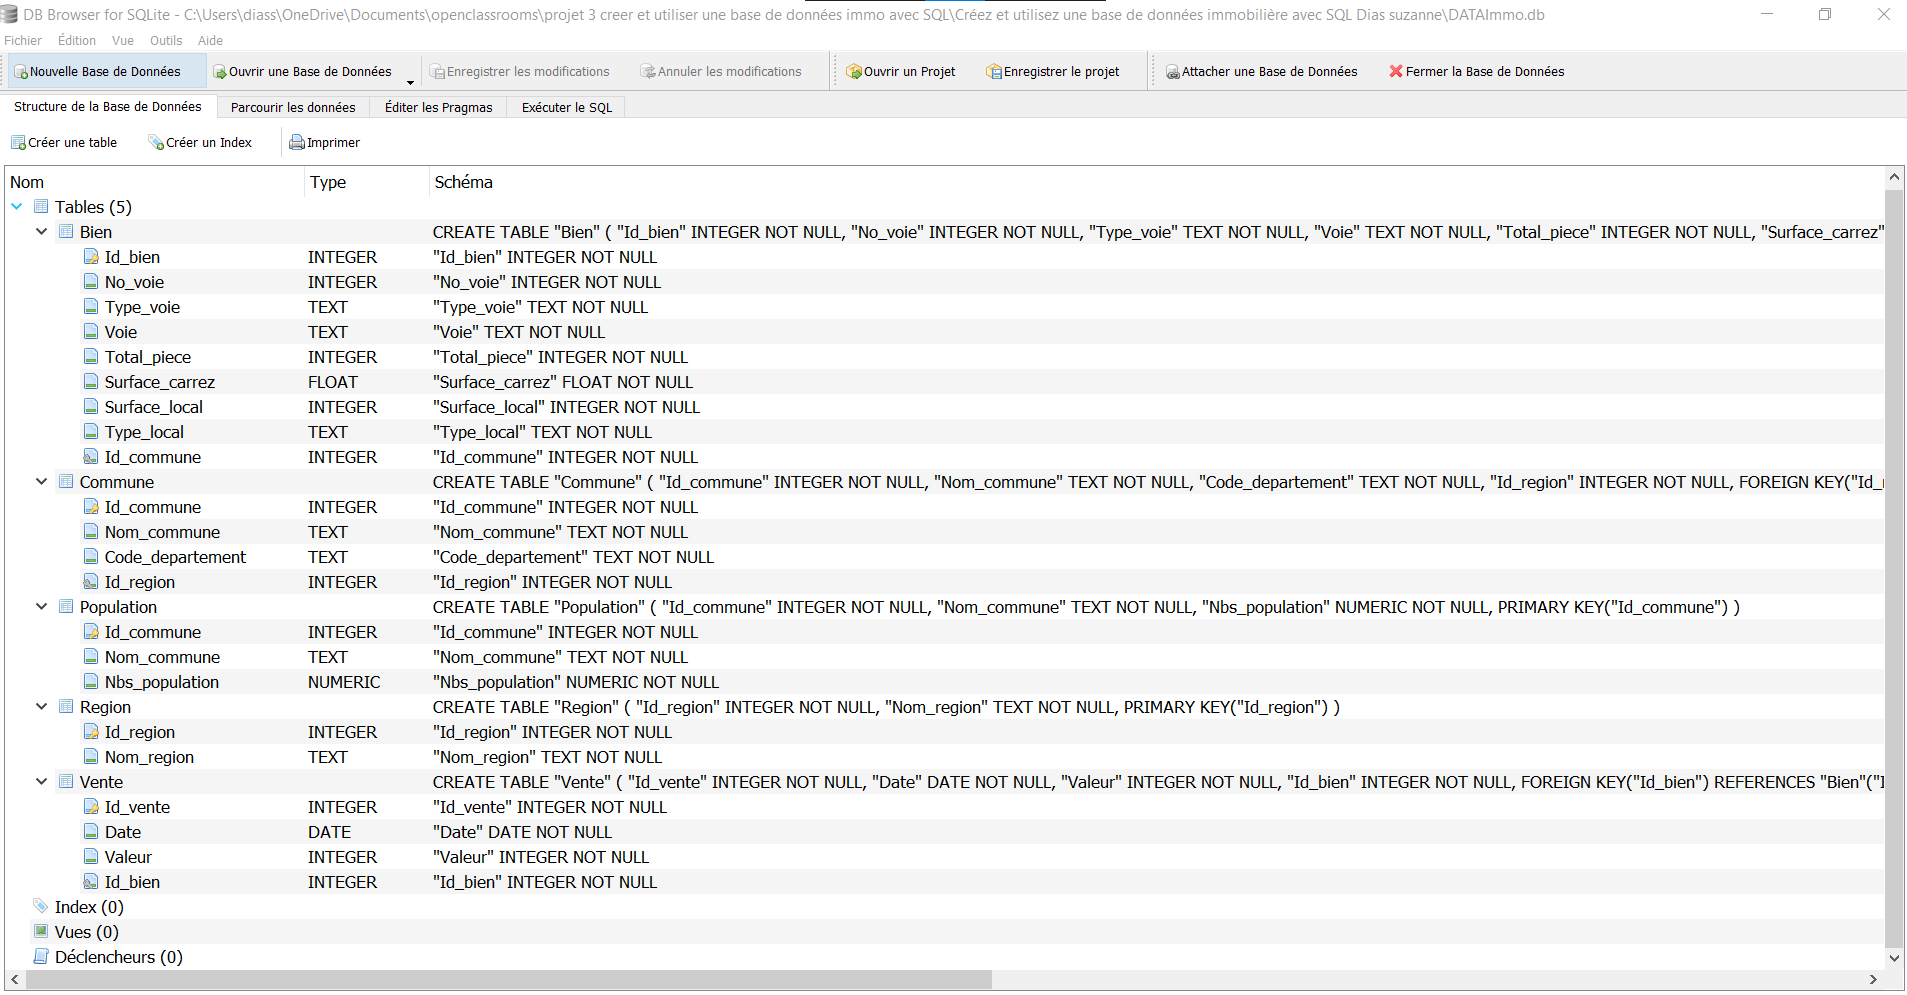 DB Browser for SQLite - C:\Users\diass\OneDrive\Documents\openclassrooms\projet 3 creer et utiliser une base de données immo avec SQL\Créez et utilisez une base de données immobilière avec SQL Dias suzanne\DATAImmo.db
Fichier Édition Vue Outils Aide
Nouvelle Base de Données Ouvrir une Base de Données Enregistrer les modifications Annuler les modifications Ouvrir un Projet Enregistrer le projet Attacher une Base de Données Fermer la Base de Données
Structure de la Base de Données Parcourir les données Éditer les Pragmas Exécuter le SQL
Créer une table Créer un Index Imprimer
Nom Type Schéma
Tables (5)
Bien CREATE TABLE "Bien" ( "Id_bien" INTEGER NOT NULL, "No_voie" INTEGER NOT NULL, "Type_voie" TEXT NOT NULL, "Voie" TEXT NOT NULL, "Total_piece" INTEGER NOT NULL, "Surface_carrez"
Id_bien INTEGER "Id_bien" INTEGER NOT NULL
No_voie INTEGER "No_voie" INTEGER NOT NULL
Type_voie TEXT "Type_voie" TEXT NOT NULL
Voie TEXT "Voie" TEXT NOT NULL
Total_piece INTEGER "Total_piece" INTEGER NOT NULL
Surface_carrez FLOAT "Surface_carrez" FLOAT NOT NULL
Surface_local INTEGER "Surface_local" INTEGER NOT NULL
Type_local TEXT "Type_local" TEXT NOT NULL
Id_commune INTEGER "Id_commune" INTEGER NOT NULL
Commune CREATE TABLE "Commune" ( "Id_commune" INTEGER NOT NULL, "Nom_commune" TEXT NOT NULL, "Code_departement" TEXT NOT NULL, "Id_region" INTEGER NOT NULL, FOREIGN KEY("Id_
Id_commune INTEGER "Id_commune" INTEGER NOT NULL
Nom_commune TEXT "Nom_commune" TEXT NOT NULL
Code_departement TEXT "Code_departement" TEXT NOT NULL
Id_region INTEGER "Id_region" INTEGER NOT NULL
Population CREATE TABLE "Population" ( "Id_commune" INTEGER NOT NULL, "Nom_commune" TEXT NOT NULL, "Nbs_population" NUMERIC NOT NULL, PRIMARY KEY("Id_commune") )
Id_commune INTEGER "Id_commune" INTEGER NOT NULL
Nom_commune TEXT "Nom_commune" TEXT NOT NULL
Nbs_population NUMERIC "Nbs_population" NUMERIC NOT NULL
Region CREATE TABLE "Region" ( "Id_region" INTEGER NOT NULL, "Nom_region" TEXT NOT NULL, PRIMARY KEY("Id_region") )
Id_region INTEGER "Id_region" INTEGER NOT NULL
Nom_region TEXT "Nom_region" TEXT NOT NULL
Vente CREATE TABLE "Vente" ( "Id_vente" INTEGER NOT NULL, "Date" DATE NOT NULL, "Valeur" INTEGER NOT NULL, "Id_bien" INTEGER NOT NULL, FOREIGN KEY("Id_bien") REFERENCES "Bien"("I
Id_vente INTEGER "Id_vente" INTEGER NOT NULL
Date DATE "Date" DATE NOT NULL
Valeur INTEGER "Valeur" INTEGER NOT NULL
Id_bien INTEGER "Id_bien" INTEGER NOT NULL
Index (0)
Vues (0)
Déclencheurs (0)